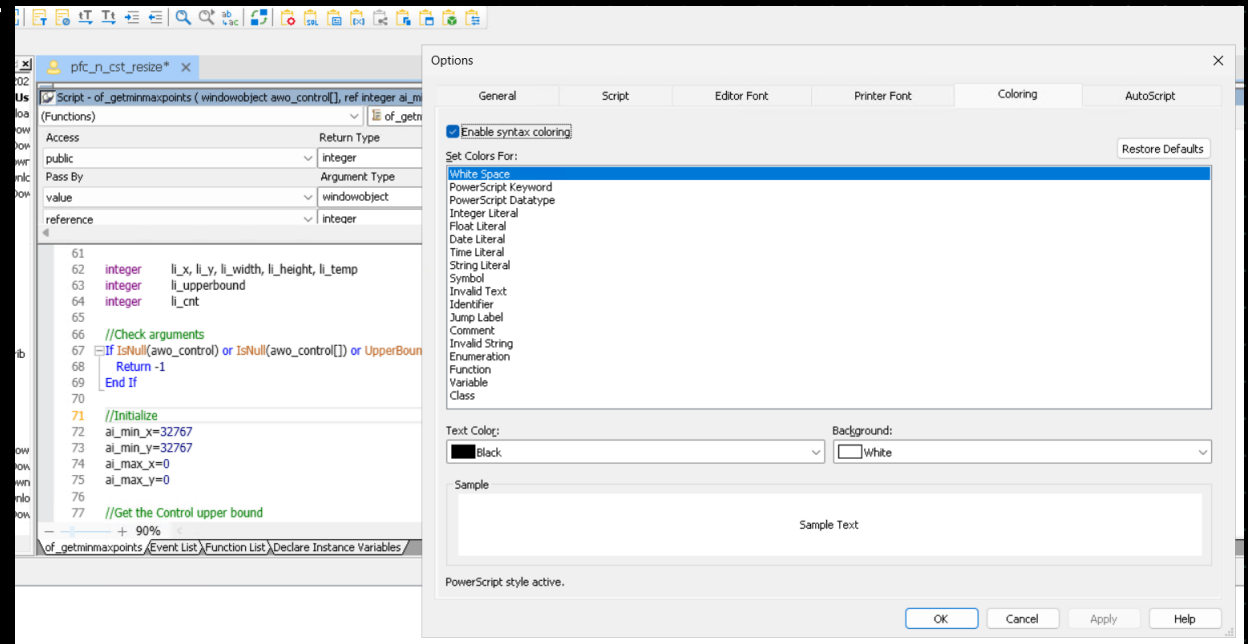 pfc_n_cst_resize*
Script - of_getminmaxpoints ( windowobject awo_control[], ref integer ai_mi
(Functions)
of_getn
Access
Return Type
public
integer
Pass By
Argument Type
value
windowobject
reference
integer
61
62 integer li_x, li_y, li_width, li_height, li_temp
63 integer li_upperbound
64 integer li_cnt
65
66 //Check arguments
67 If IsNull(awo_control) or IsNull(awo_control[]) or UpperBoun
68 Return -1
69 End If
70
71 //Initialize
72 ai_min_x=32767
73 ai_min_y=32767
74 ai_max_x=0
75 ai_max_y=0
76
77 //Get the Control upper bound
90%
of_getminmaxpoints Event List Function List Declare Instance Variables
Options
General Script Editor Font Printer Font Coloring AutoScript
Enable syntax coloring
Restore Defaults
Set Colors For:
White Space
PowerScript Keyword
PowerScript Datatype
Integer Literal
Float Literal
Date Literal
Time Literal
String Literal
Symbol
Invalid Text
Identifier
Jump Label
Comment
Invalid String
Enumeration
Function
Variable
Class
Text Color:
Background:
Black
White
Sample
Sample Text
PowerScript style active.
OK Cancel Apply Help